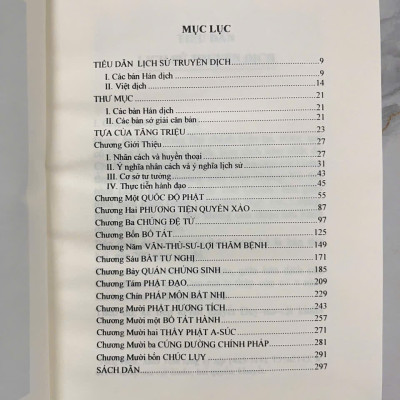 MỤC LỤC
TIỂU DẪN LỊCH SỬ TRUYỀN DỊCH 9
I. Các bản Hán dịch 9
II. Việt dịch 14
THƯ MỤC 21
I. Các bản Hán dịch 21
II. Các bản sớ giải căn bản 21
TỰA CỦA TĂNG TRIỆU 23
Chương Giới Thiệu 27
I. Nhân cách và huyền thoại 27
II. Ý nghĩa nhân cách và ý nghĩa lịch sử 31
III. Cơ sở tư tưởng 43
IV. Thực tiễn hành đạo 45
Chương Một QUỐC ĐỘ PHẬT 55
Chương Hai PHƯƠNG TIỆN QUYỀN XẢO 87
Chương Ba CHÚNG ĐỆ TỬ 97
Chương Bốn BỒ TÁT 125
Chương Năm VĂN-THÙ-SƯ-LỢI THĂM BỆNH 149
Chương Sáu BẤT TƯ NGHỊ 171
Chương Bảy QUÁN CHÚNG SINH 185
Chương Tám PHẬT ĐẠO 209
Chương Chín PHÁP MÔN BẤT NHỊ 229
Chương Mười PHẬT HƯƠNG TÍCH 243
Chương Mười một BỒ TÁT HÀNH 257
Chương Mười hai THẤY PHẬT A-SÚC 271
Chương Mười ba CÚNG DƯỜNG CHÍNH PHÁP 281
Chương Mười bốn CHÚC LỤY 291
SÁCH DẪN 297